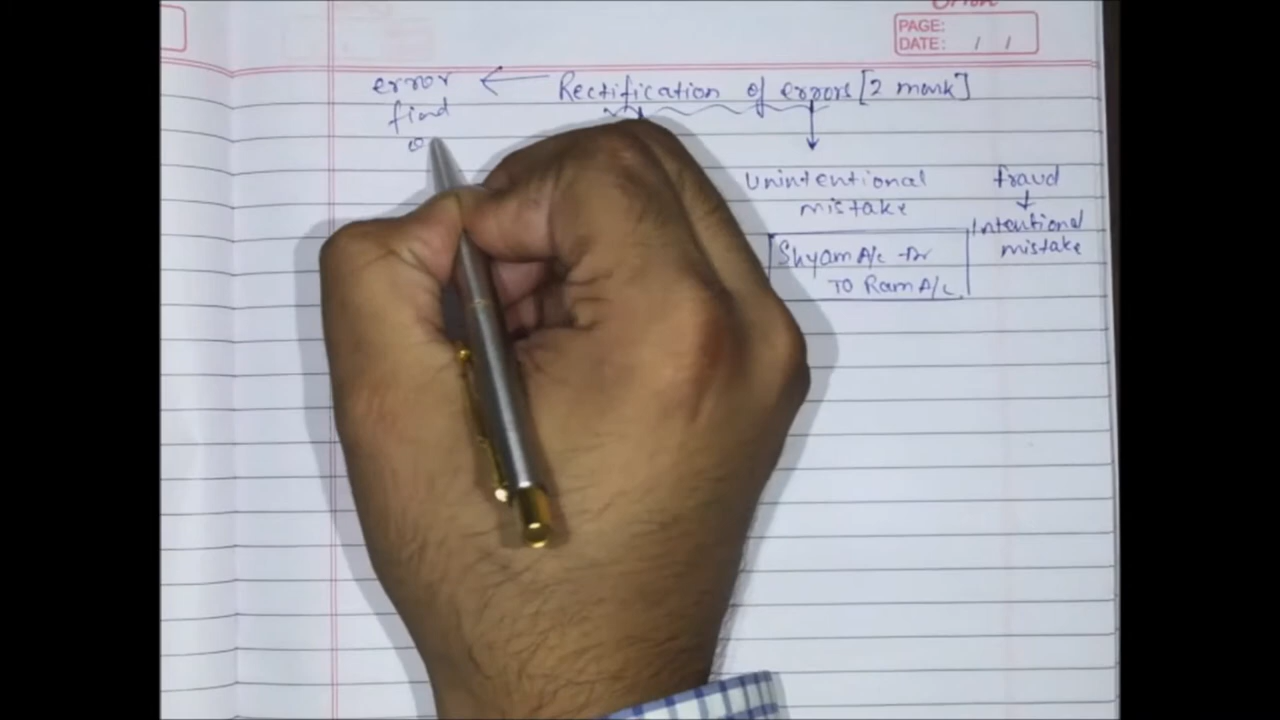 PAGE:
DATE: / /
error ← Rectification of errors [2 mark]
find
o
Unintentional
mistake
fraud
Intentional
mistake
Shyam A/c Dr
TO Ram A/c